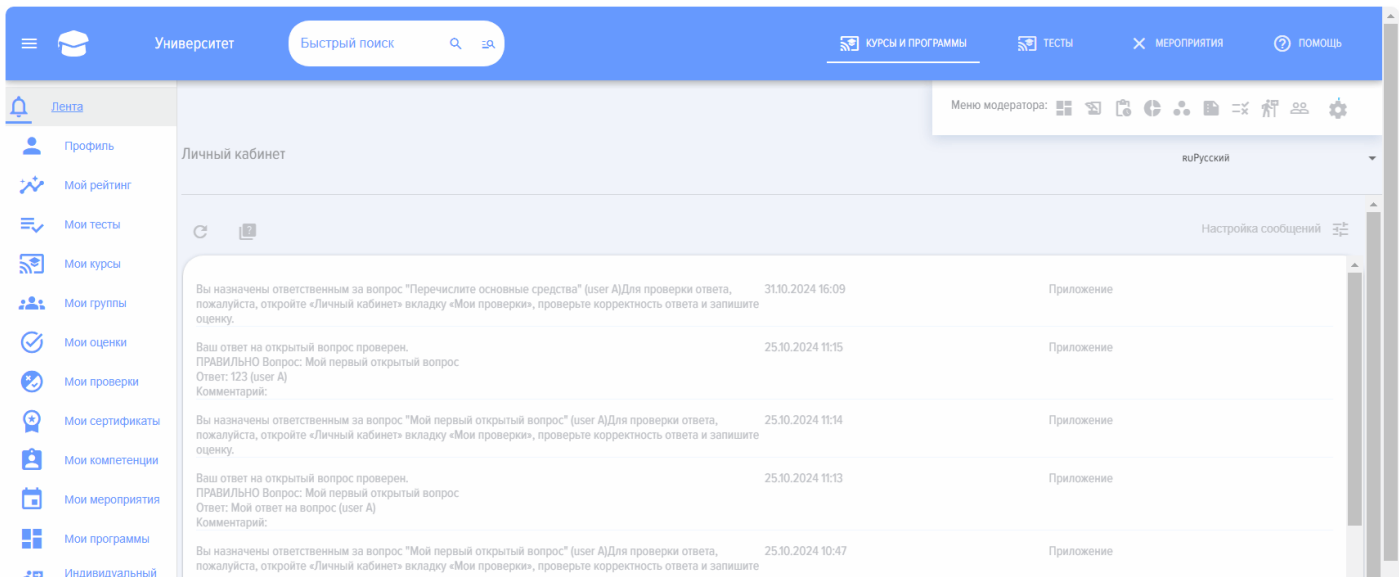 Университет
Быстрый поиск
КУРСЫ И ПРОГРАММЫ
ТЕСТЫ
МЕРОПРИЯТИЯ
ПОМОЩЬ
Меню модератора:
Лента
Профиль
Мой рейтинг
Мои тесты
Мои курсы
Мои группы
Мои оценки
Мои проверки
Мои сертификаты
Мои компетенции
Мои мероприятия
Мои программы
Индивидуальный
Личный кабинет
RUРусский
Настройка сообщений
Вы назначены ответственным за вопрос "Перечислите основные средства" (user A)Для проверки ответа, 31.10.2024 16:09 Приложение
пожалуйста, откройте «Личный кабинет» вкладку «Мои проверки», проверьте корректность ответа и запишите
оценку.
Ваш ответ на открытый вопрос проверен. 25.10.2024 11:15 Приложение
ПРАВИЛЬНО Вопрос: Мой первый открытый вопрос
Ответ: 123 (user A)
Комментарий:
Вы назначены ответственным за вопрос "Мой первый открытый вопрос" (user A)Для проверки ответа, 25.10.2024 11:14 Приложение
пожалуйста, откройте «Личный кабинет» вкладку «Мои проверки», проверьте корректность ответа и запишите
оценку.
Ваш ответ на открытый вопрос проверен. 25.10.2024 11:13 Приложение
ПРАВИЛЬНО Вопрос: Мой первый открытый вопрос
Ответ: Мой ответ на вопрос (user A)
Комментарий:
Вы назначены ответственным за вопрос "Мой первый открытый вопрос" (user A)Для проверки ответа, 25.10.2024 10:47 Приложение
пожалуйста, откройте «Личный кабинет» вкладку «Мои проверки», проверьте корректность ответа и запишите